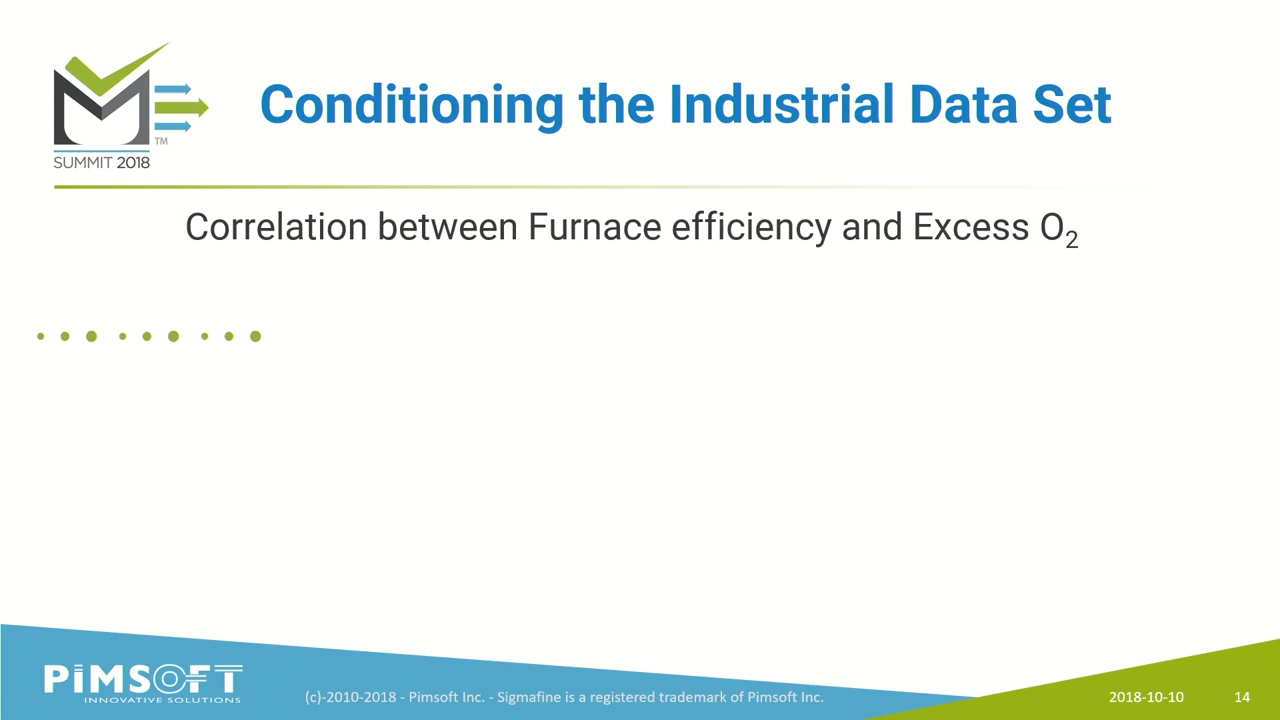 Conditioning the Industrial Data Set
TM
SUMMIT 2018
Correlation between Furnace efficiency and Excess O₂
PiMSOFT
INNOVATIVE SOLUTIONS
(c)-2010-2018 - Pimsoft Inc. - Sigmafine is a registered trademark of Pimsoft Inc.
2018-10-10
14